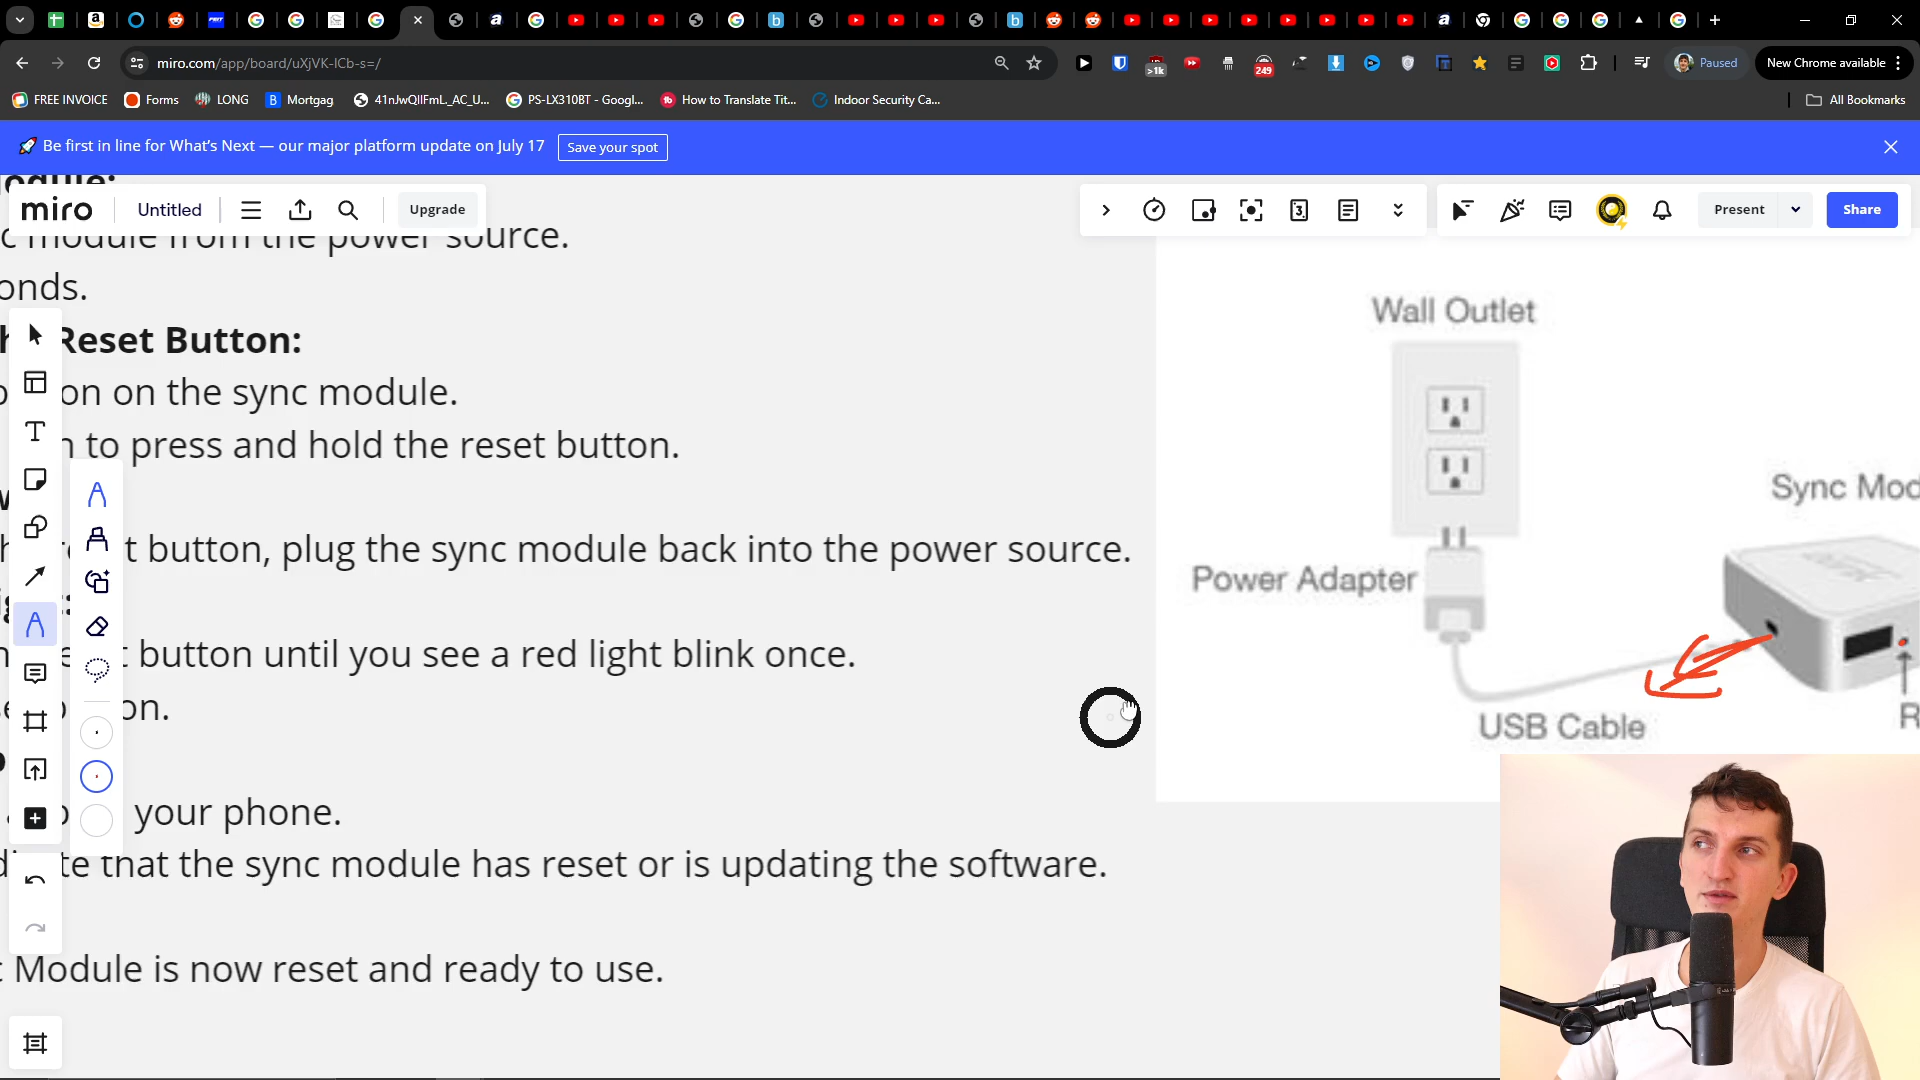 miro.com/app/board/uXjVK-ICb-s=/
>1k
249
Paused
New Chrome available
FREE INVOICE
Forms
LONG
Mortgag
41nJwQIIFmL._AC_U...
PS-LX310BT - Googl...
How to Translate Tit...
Indoor Security Ca...
All Bookmarks
Be first in line for What's Next — our major platform update on July 17
Save your spot
miro
Untitled
Upgrade
Present
Share
module from the power source.
onds.
Reset Button:
on on the sync module.
to press and hold the reset button.
button, plug the sync module back into the power source.
button until you see a red light blink once.
on.
your phone.
te that the sync module has reset or is updating the software.
Module is now reset and ready to use.
Wall Outlet
Sync Mod
Power Adapter
USB Cable
R